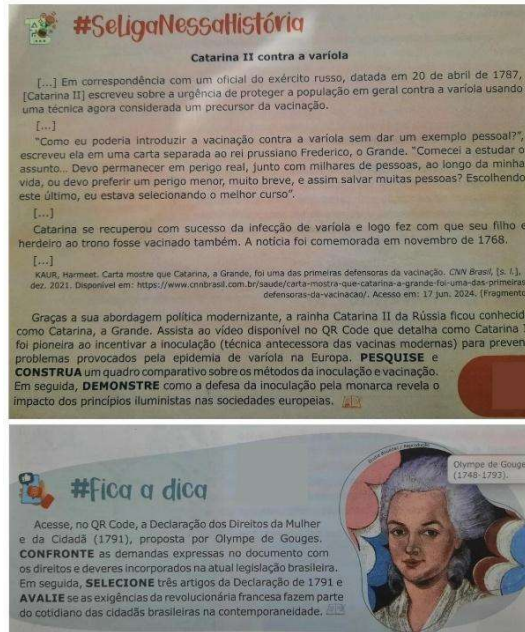 #SeLigaNessaHistória
Catarina II contra a varíola
[...] Em correspondência com um oficial do exército russo, datada em 20 de abril de 1787,
[Catarina II] escreveu sobre a urgência de proteger a população em geral contra a varíola usando
uma técnica agora considerada um precursor da vacinação.
[...]
"Como eu poderia introduzir a vacinação contra a varíola sem dar um exemplo pessoal?",
escreveu ela em uma carta separada ao rei prussiano Frederico, o Grande. "Comecei a estudar o
assunto... Devo permanecer em perigo real, junto com milhares de pessoas, ao longo da minha
vida, ou devo preferir um perigo menor, muito breve, e assim salvar muitas pessoas? Escolhendo
este último, eu estava selecionando o melhor curso".
[...]
Catarina se recuperou com sucesso da infecção de varíola e logo fez com que seu filho e
herdeiro ao trono fosse vacinado também. A notícia foi comemorada em novembro de 1768.
[...]
KAUR, Harmeet. Carta mostre que Catarina, a Grande, foi uma das primeiras defensoras da vacinação. CNN Brasil, [s. l.],
dez. 2021. Disponível em: https://www.cnnbrasil.com.br/saude/carta-mostra-que-catarina-a-grande-foi-uma-das-primeiras
defensoras-da-vacinacao/. Acesso em: 17 jun. 2024. [Fragmento
Graças a sua abordagem política modernizante, a rainha Catarina II da Rússia ficou conhecid
como Catarina, a Grande. Assista ao vídeo disponível no QR Code que detalha como Catarina
foi pioneira ao incentivar a inoculação (técnica antecessora das vacinas modernas) para preven
problemas provocados pela epidemia de varíola na Europa. PESQUISE e
CONSTRUA um quadro comparativo sobre os métodos da inoculação e vacinação.
Em seguida, DEMONSTRE como a defesa da inoculação pela monarca revela o
impacto dos princípios iluministas nas sociedades europeias.
#Fica a dica
Olympe de Gouge
(1748-1793).
Acesse, no QR Code, a Declaração dos Direitos da Mulher
e da Cidadã (1791), proposta por Olympe de Gouges.
CONFRONTE as demandas expressas no documento com
os direitos e deveres incorporados na atual legislação brasileira.
Em seguida, SELECIONE três artigos da Declaração de 1791 e
AVALIE se as exigências da revolucionária francesa fazem parte
do cotidiano das cidadãs brasileiras na contemporaneidade.